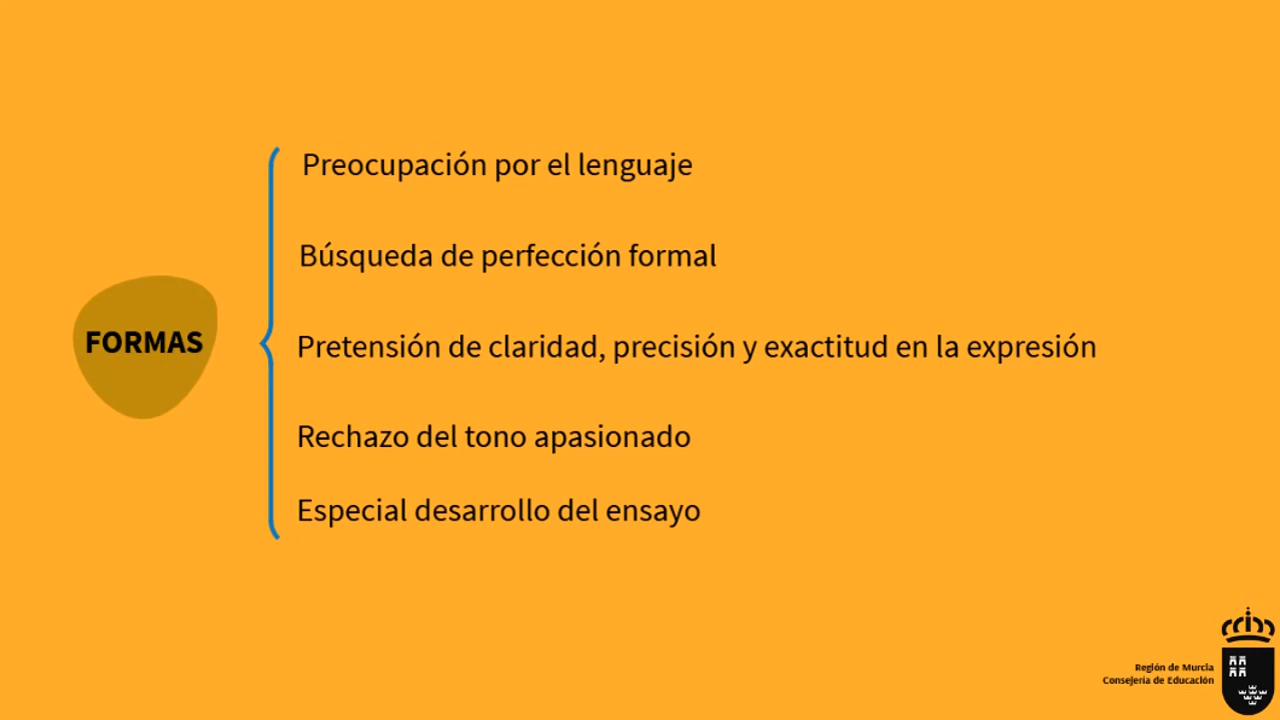 FORMAS
Preocupación por el lenguaje
Búsqueda de perfección formal
Pretensión de claridad, precisión y exactitud en la expresión
Rechazo del tono apasionado
Especial desarrollo del ensayo
Región de Murcia
Consejería de Educación